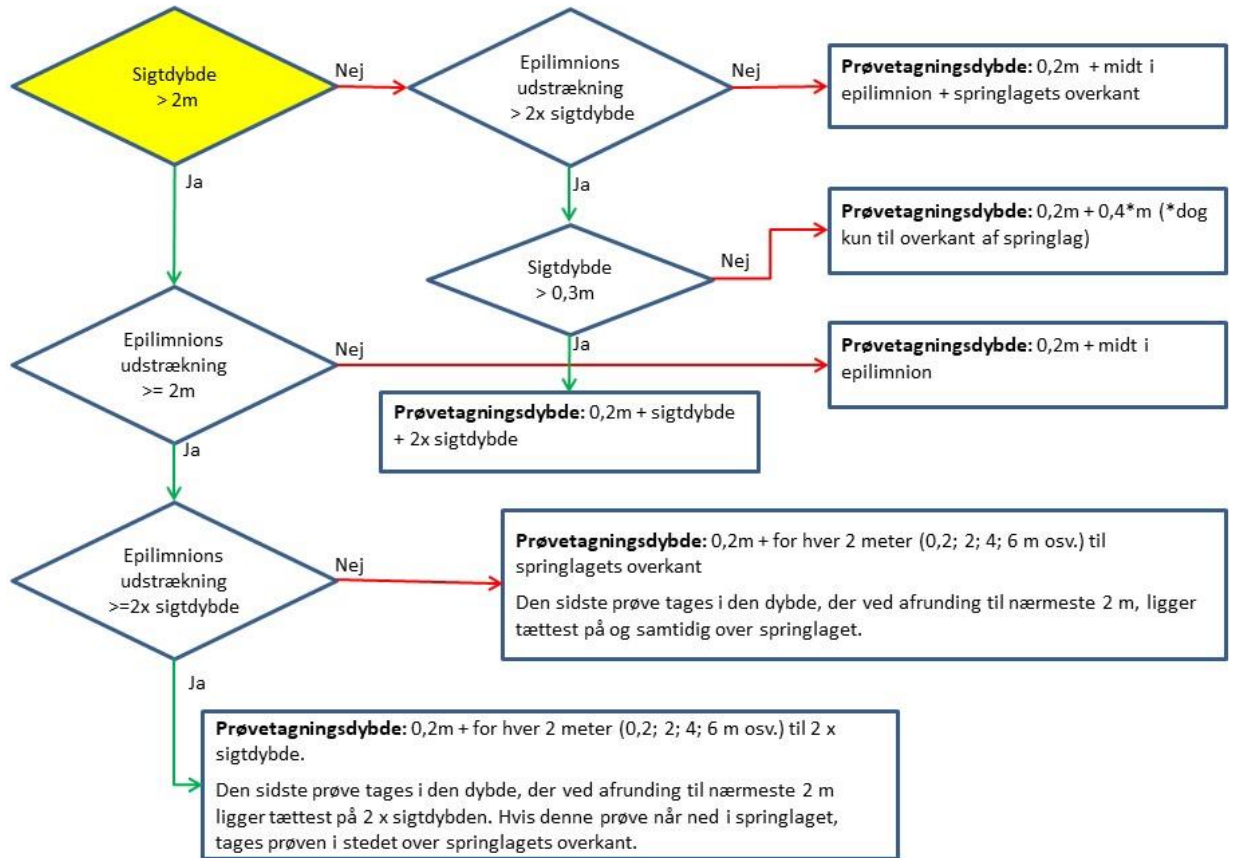 Sigtdybde
> 2m
Nej
Epilimnions
udstrækning
> 2x sigtdybde
Nej
Prøvetagningsdybde: 0,2m + midt i
epilimnion + springlagets overkant
Ja
Ja
Sigtdybde
> 0,3m
Nej
Prøvetagningsdybde: 0,2m + 0,4*m (*dog
kun til overkant af springlag)
Epilimnions
udstrækning
>= 2m
Nej
Ja
Prøvetagningsdybde: 0,2m + midt i
epilimnion
Prøvetagningsdybde: 0,2m + sigtdybde
+ 2x sigtdybde
Ja
Epilimnions
udstrækning
>=2x sigtdybde
Nej
Prøvetagningsdybde: 0,2m + for hver 2 meter (0,2; 2; 4; 6 m osv.) til
springlagets overkant
Den sidste prøve tages i den dybde, der ved afrunding til nærmeste 2 m, ligger
tættest på og samtidig over springlaget.
Ja
Prøvetagningsdybde: 0,2m + for hver 2 meter (0,2; 2; 4; 6 m osv.) til 2 x
sigtdybde.
Den sidste prøve tages i den dybde, der ved afrunding til nærmeste 2 m
ligger tættest på 2 x sigtdybden. Hvis denne prøve når ned i springlaget,
tages prøven i stedet over springlagets overkant.